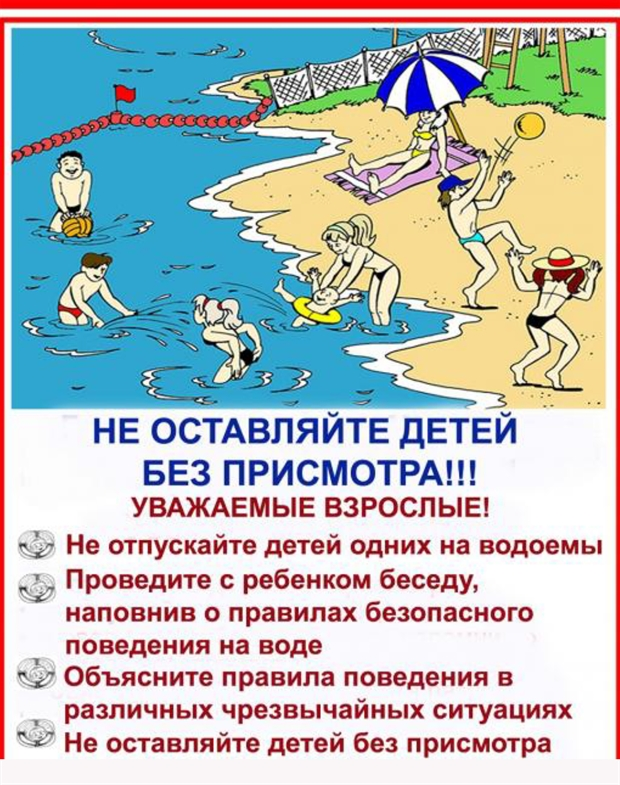 НЕ ОСТАВЛЯЙТЕ ДЕТЕЙ
БЕЗ ПРИСМОТРА!!!
УВАЖАЕМЫЕ ВЗРОСЛЫЕ!
Не отпускайте детей одних на водоемы
Проведите с ребенком беседу,
наповнив о правилах безопасного
поведения на воде
Объясните правила поведения в
различных чрезвычайных ситуациях
Не оставляйте детей без присмотра